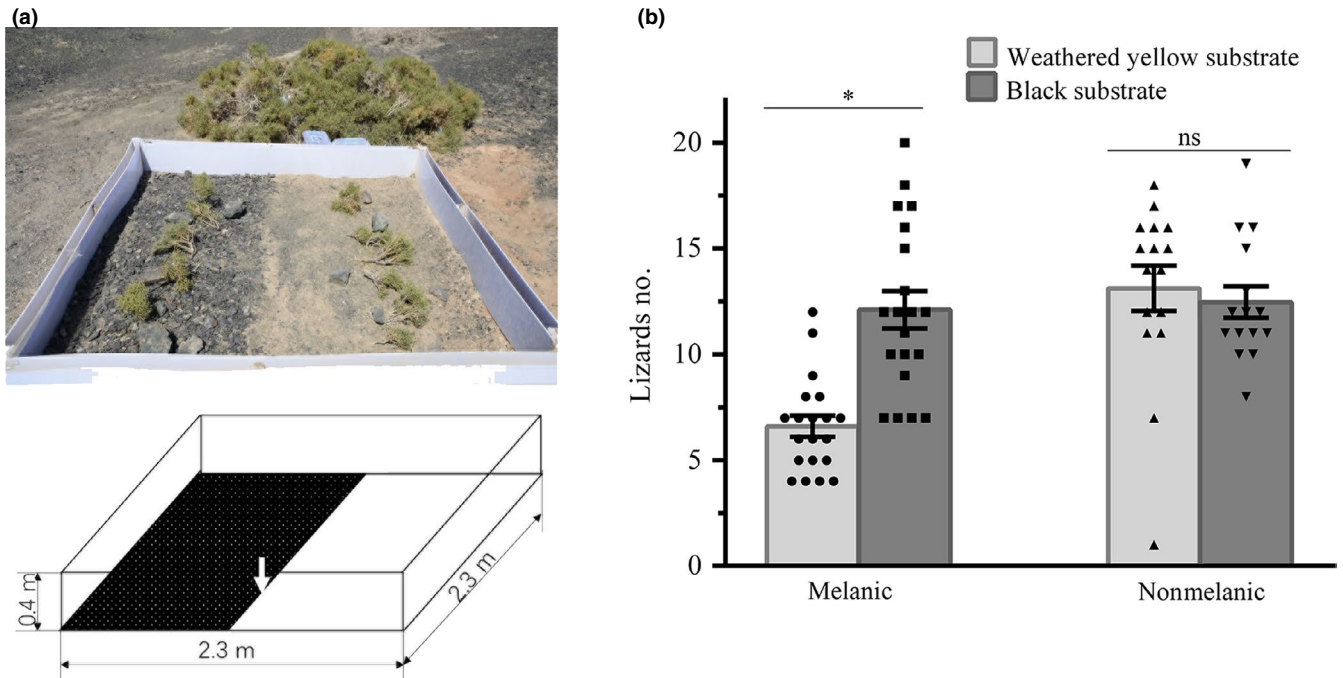 (a)
(b)
Weathered yellow substrate
Black substrate
*
ns
20
15
10
5
0
Lizards no.
Melanic
Nonmelanic
0.4 m
2.3 m
2.3 m